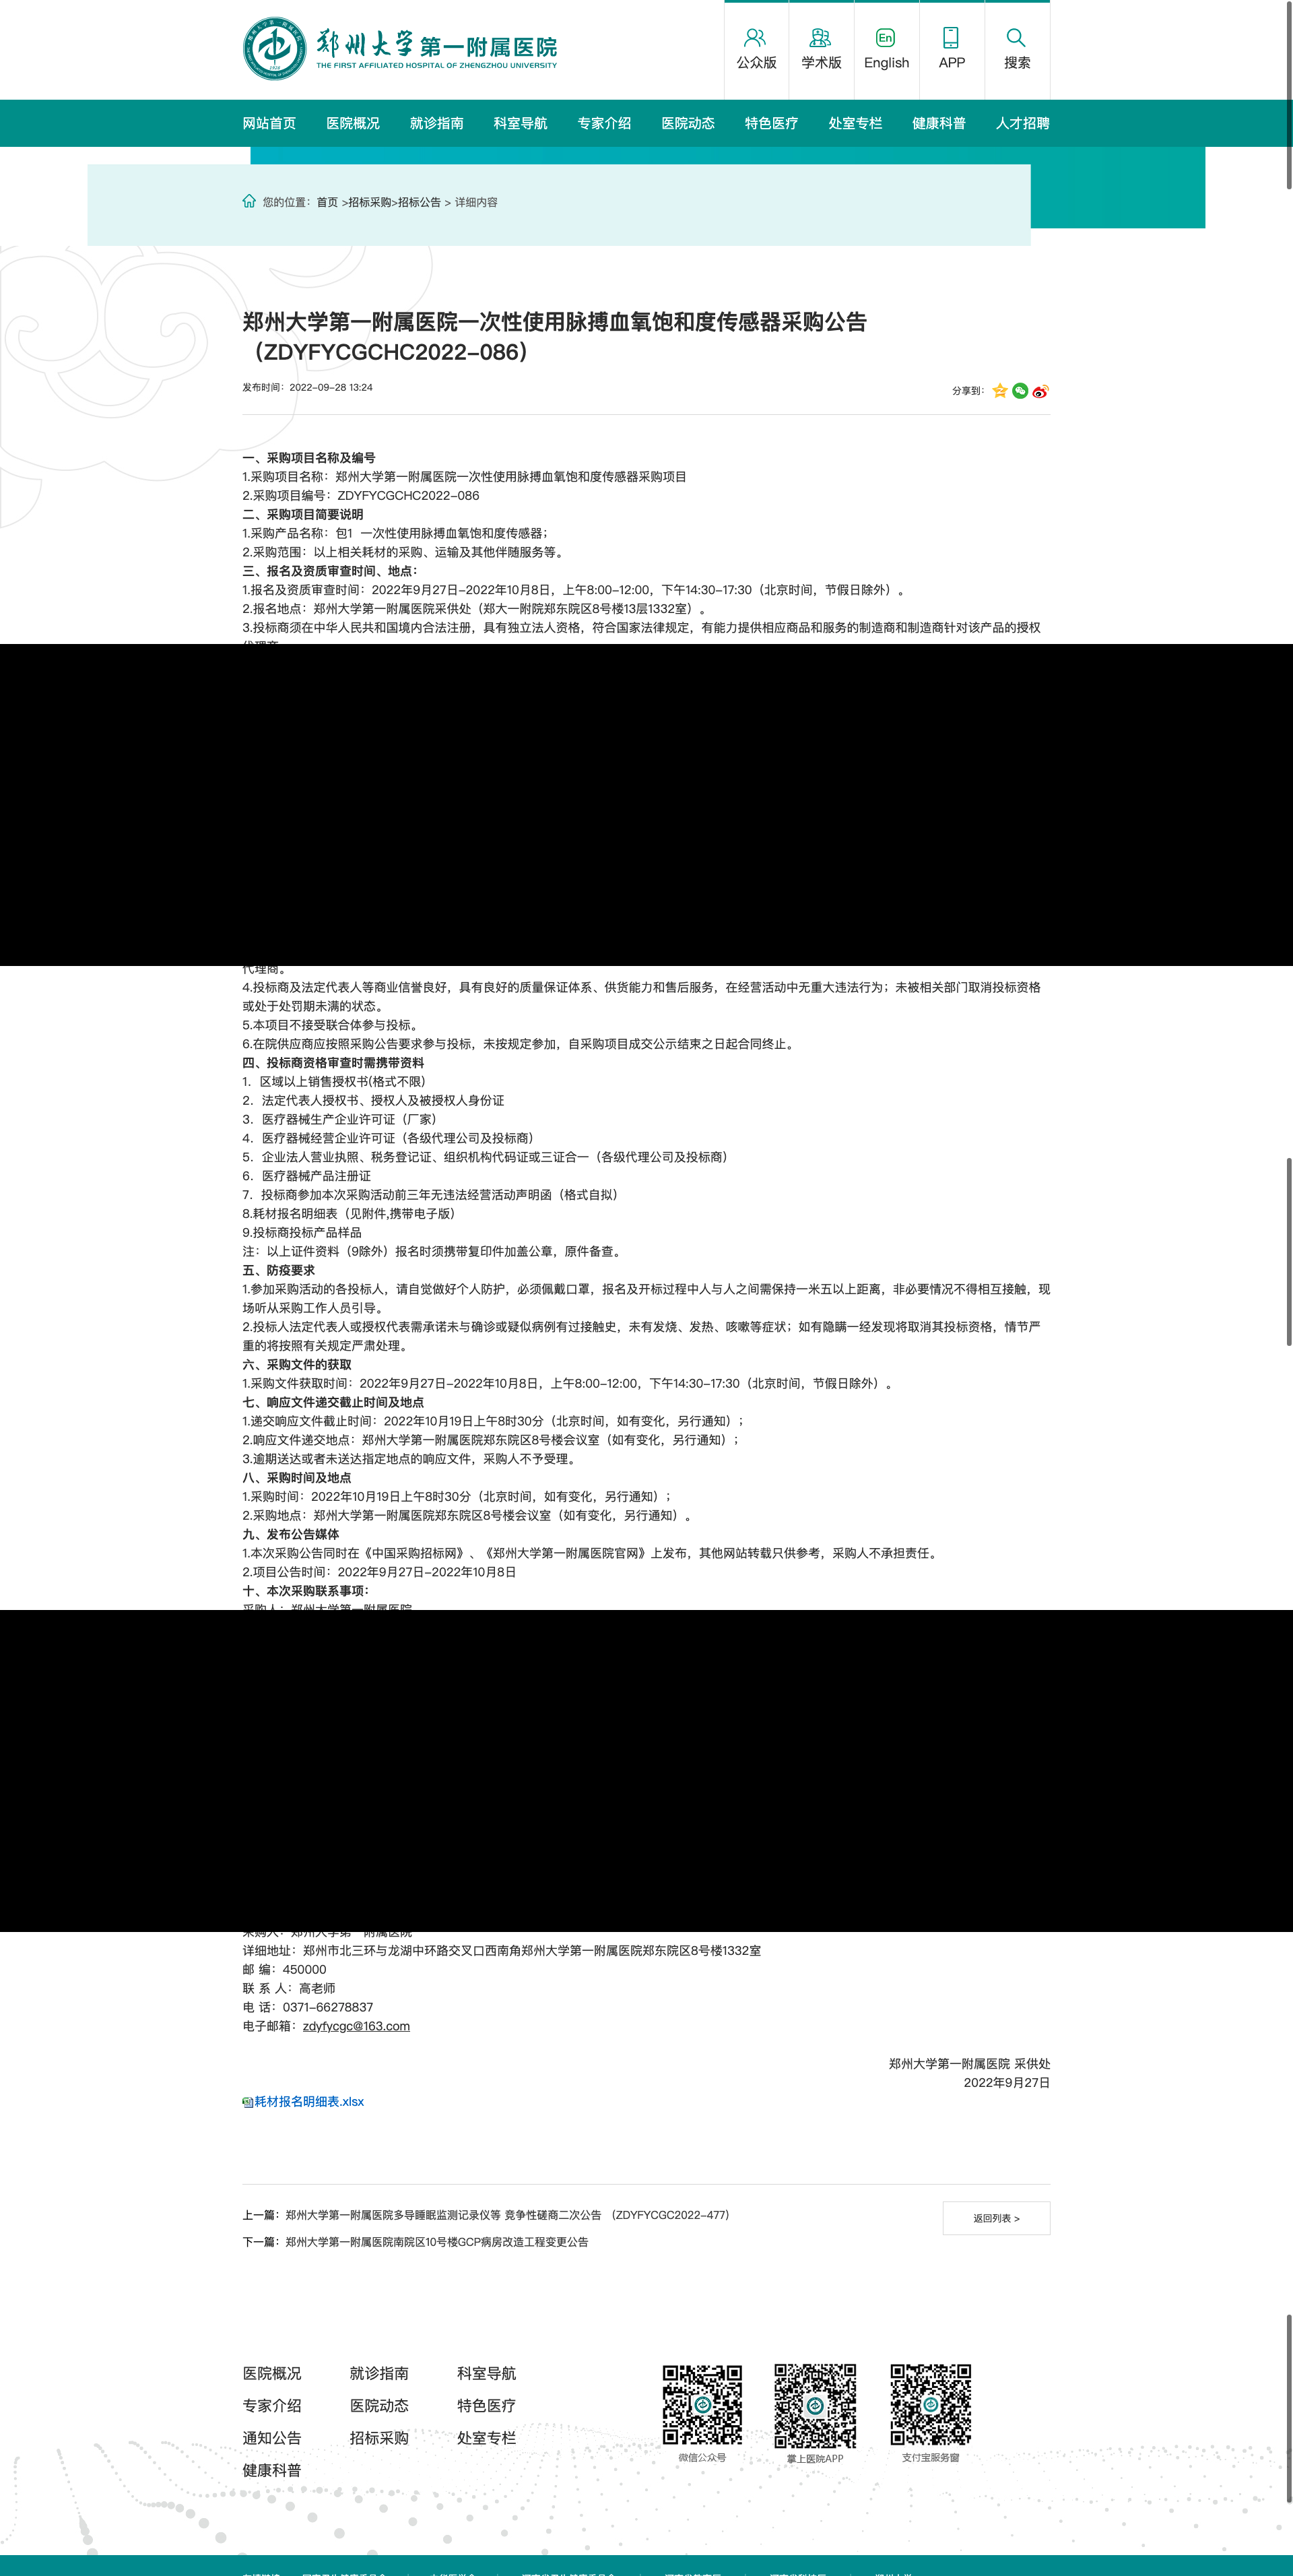 郑州大学第一附属医院
THE FIRST AFFILIATED HOSPITAL OF ZHENGZHOU UNIVERSITY
公众版
学术版
En
English
APP
搜索
网站首页 医院概况 就诊指南 科室导航 专家介绍 医院动态 特色医疗 处室专栏 健康科普 人才招聘
您的位置：首页 >招标采购>招标公告 > 详细内容
郑州大学第一附属医院一次性使用脉搏血氧饱和度传感器采购公告
（ZDYFYCGCHC2022-086）
发布时间：2022-09-28 13:24
分享到：
一、采购项目名称及编号
1.采购项目名称：郑州大学第一附属医院一次性使用脉搏血氧饱和度传感器采购项目
2.采购项目编号：ZDYFYCGCHC2022-086
二、采购项目简要说明
1.采购产品名称：包1 一次性使用脉搏血氧饱和度传感器；
2.采购范围：以上相关耗材的采购、运输及其他伴随服务等。
三、报名及资质审查时间、地点：
1.报名及资质审查时间：2022年9月27日-2022年10月8日，上午8:00-12:00，下午14:30-17:30（北京时间，节假日除外）。
2.报名地点：郑州大学第一附属医院采供处（郑大一附院郑东院区8号楼13层1332室）。
3.投标商须在中华人民共和国境内合法注册，具有独立法人资格，符合国家法律规定，有能力提供相应商品和服务的制造商和制造商针对该产品的授权
代理商。
4.投标商及法定代表人等商业信誉良好，具有良好的质量保证体系、供货能力和售后服务，在经营活动中无重大违法行为；未被相关部门取消投标资格
或处于处罚期未满的状态。
5.本项目不接受联合体参与投标。
6.在院供应商应按照采购公告要求参与投标，未按规定参加，自采购项目成交公示结束之日起合同终止。
四、投标商资格审查时需携带资料
1. 区域以上销售授权书(格式不限)
2. 法定代表人授权书、授权人及被授权人身份证
3. 医疗器械生产企业许可证（厂家）
4. 医疗器械经营企业许可证（各级代理公司及投标商）
5. 企业法人营业执照、税务登记证、组织机构代码证或三证合一（各级代理公司及投标商）
6. 医疗器械产品注册证
7. 投标商参加本次采购活动前三年无违法经营活动声明函（格式自拟）
8.耗材报名明细表（见附件,携带电子版）
9.投标商投标产品样品
注：以上证件资料（9除外）报名时须携带复印件加盖公章，原件备查。
五、防疫要求
1.参加采购活动的各投标人，请自觉做好个人防护，必须佩戴口罩，报名及开标过程中人与人之间需保持一米五以上距离，非必要情况不得相互接触，现
场听从采购工作人员引导。
2.投标人法定代表人或授权代表需承诺未与确诊或疑似病例有过接触史，未有发烧、发热、咳嗽等症状；如有隐瞒一经发现将取消其投标资格，情节严
重的将按照有关规定严肃处理。
六、采购文件的获取
1.采购文件获取时间：2022年9月27日-2022年10月8日，上午8:00-12:00，下午14:30-17:30（北京时间，节假日除外）。
七、响应文件递交截止时间及地点
1.递交响应文件截止时间：2022年10月19日上午8时30分（北京时间，如有变化，另行通知）；
2.响应文件递交地点：郑州大学第一附属医院郑东院区8号楼会议室（如有变化，另行通知）；
3.逾期送达或者未送达指定地点的响应文件，采购人不予受理。
八、采购时间及地点
1.采购时间：2022年10月19日上午8时30分（北京时间，如有变化，另行通知）；
2.采购地点：郑州大学第一附属医院郑东院区8号楼会议室（如有变化，另行通知）。
九、发布公告媒体
1.本次采购公告同时在《中国采购招标网》、《郑州大学第一附属医院官网》上发布，其他网站转载只供参考，采购人不承担责任。
2.项目公告时间：2022年9月27日-2022年10月8日
十、本次采购联系事项：
采购人：郑州大学第一附属医院
详细地址：郑州市北三环与龙湖中环路交叉口西南角郑州大学第一附属医院郑东院区8号楼1332室
邮 编：450000
联 系 人：高老师
电 话：0371-66278837
电子邮箱：zdyfycgc@163.com
郑州大学第一附属医院 采供处
2022年9月27日
耗材报名明细表.xlsx
上一篇：郑州大学第一附属医院多导睡眠监测记录仪等 竞争性磋商二次公告 （ZDYFYCGC2022-477）
返回列表 >
下一篇：郑州大学第一附属医院南院区10号楼GCP病房改造工程变更公告
医院概况 就诊指南 科室导航
专家介绍 医院动态 特色医疗
通知公告 招标采购 处室专栏
健康科普
微信公众号
掌上医院APP
支付宝服务窗